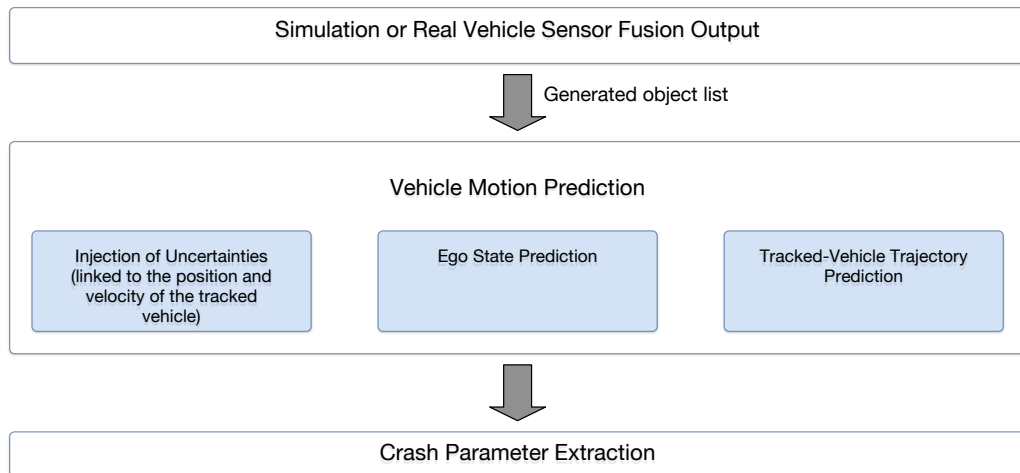 Simulation or Real Vehicle Sensor Fusion Output
Generated object list
Vehicle Motion Prediction
Injection of Uncertainties
(linked to the position and
velocity of the tracked
vehicle)
Ego State Prediction
Tracked-Vehicle Trajectory
Prediction
Crash Parameter Extraction